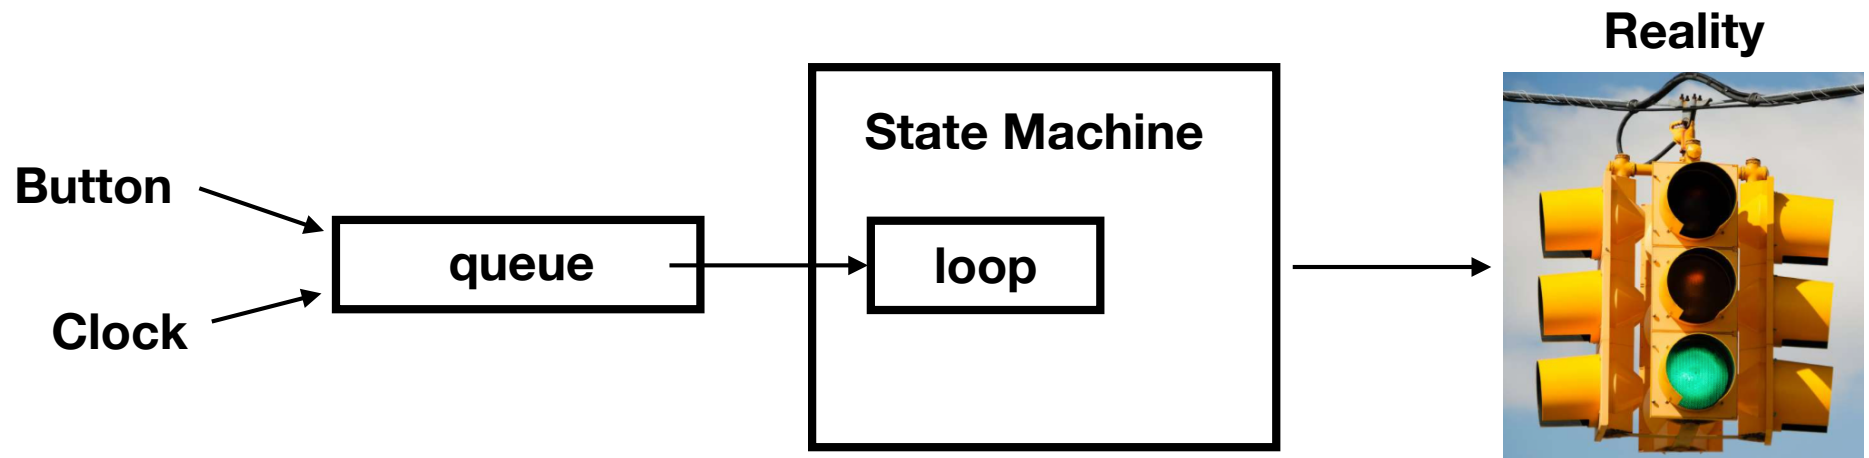 Reality
State Machine
Button
queue
loop
Clock